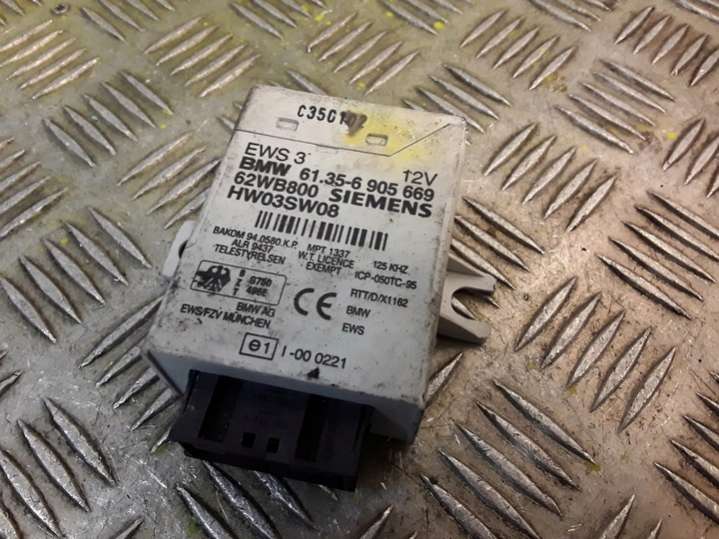 C35G107
EWS 3 12V
BMW 61.35-6 905 669
62WB800 SIEMENS
HW03SW08
BAKOM 94.0580.K.P. MPT 1337 125 KHZ
ALR 9437 W.T. LICENCE ICP-050TC-95
TELESTYRELSEN EXEMPT
RTT/D/X1162
B
Z
T
CE BMW
BMW AG
EWS/FZV MÜNCHEN EWS
e1 I-00 0221